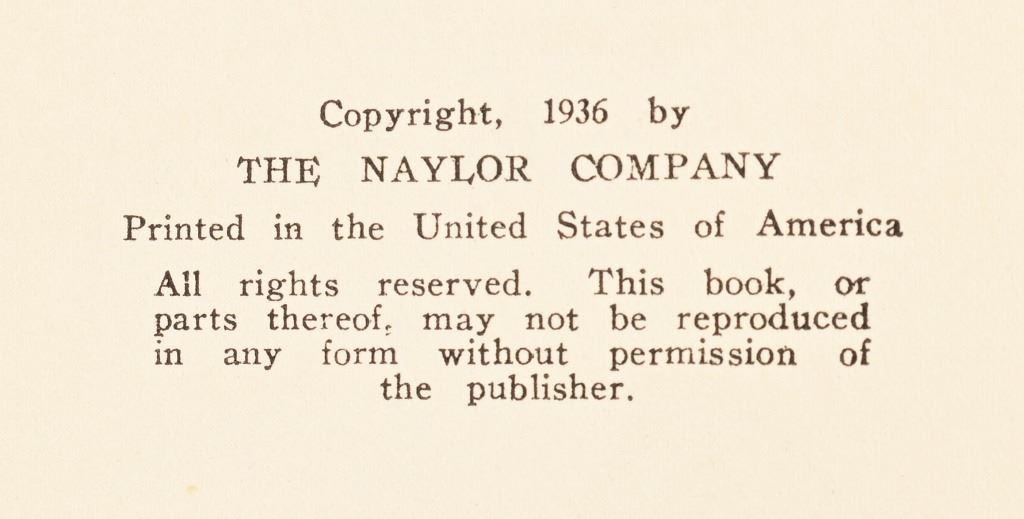 Copyright, 1936 by
THE NAYLOR COMPANY
Printed in the United States of America
All rights reserved. This book, or
parts thereof, may not be reproduced
in any form without permission of
the publisher.